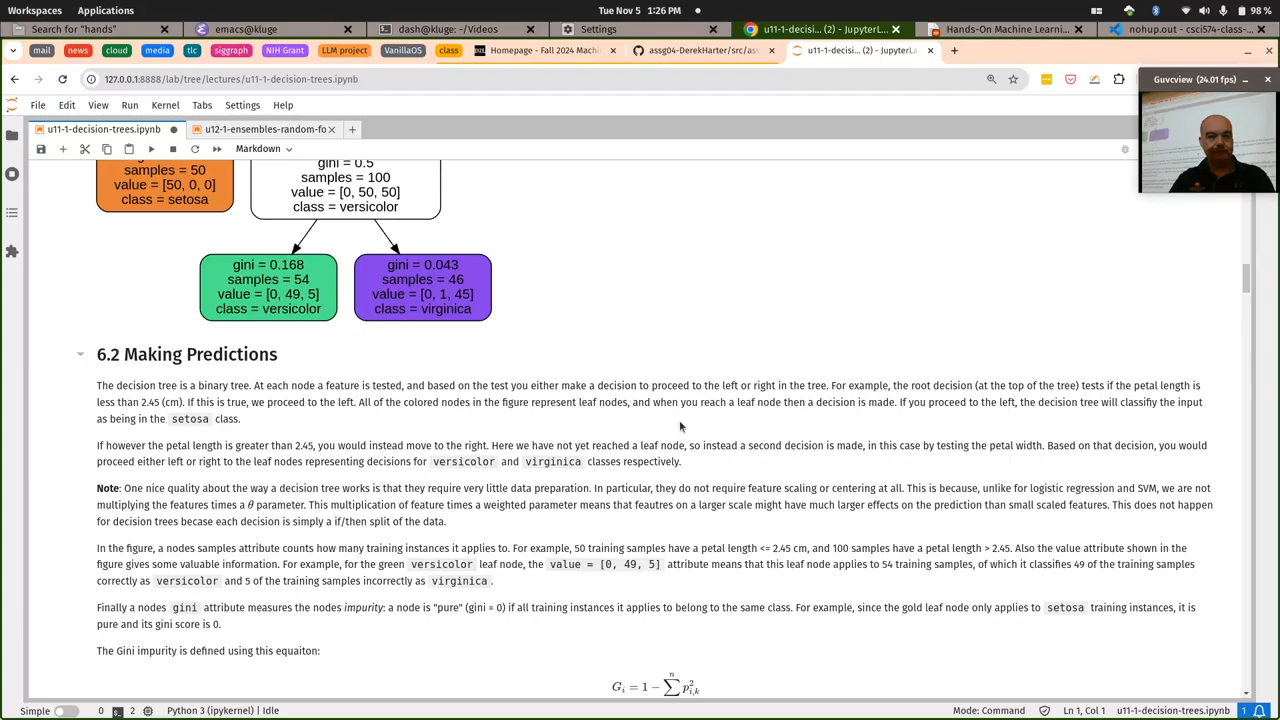 Workspaces Applications Tue Nov 5 1:26 PM 98 %
Search for "hands" emacs@kluge dash@kluge: ~/Videos Settings u11-1-decision-trees.ipynb (2) - JupyterL... Hands-On Machine Learni... nohup.out - csci574-class-...
mail news cloud media tlc siggraph NIH Grant LLM project VanillaOS class Homepage - Fall 2024 Machin assg04-DerekHarter/src/ass u11-1-deci... (2) - JupyterLa
127.0.0.1:8888/lab/tree/lectures/u11-1-decision-trees.ipynb
Guvcview (24.01 fps)
File Edit View Run Kernel Tabs Settings Help
u11-1-decision-trees.ipynb u12-1-ensembles-random-fo
Markdown
samples = 50
value = [50, 0, 0]
class = setosa
gini = 0.5
samples = 100
value = [0, 50, 50]
class = versicolor
gini = 0.168
samples = 54
value = [0, 49, 5]
class = versicolor
gini = 0.043
samples = 46
value = [0, 1, 45]
class = virginica
6.2 Making Predictions
The decision tree is a binary tree. At each node a feature is tested, and based on the test you either make a decision to proceed to the left or right in the tree. For example, the root decision (at the top of the tree) tests if the petal length is
less than 2.45 (cm). If this is true, we proceed to the left. All of the colored nodes in the figure represent leaf nodes, and when you reach a leaf node then a decision is made. If you proceed to the left, the decision tree will classifiy the input
as being in the setosa class.
If however the petal length is greater than 2.45, you would instead move to the right. Here we have not yet reached a leaf node, so instead a second decision is made, in this case by testing the petal width. Based on that decision, you would
proceed either left or right to the leaf nodes representing decisions for versicolor and virginica classes respectively.
Note: One nice quality about the way a decision tree works is that they require very little data preparation. In particular, they do not require feature scaling or centering at all. This is because, unlike for logistic regression and SVM, we are not
multiplying the features times a θ parameter. This multiplication of feature times a weighted parameter means that feautres on a larger scale might have much larger effects on the prediction than small scaled features. This does not happen
for decision trees becase each decision is simply a if/then split of the data.
In the figure, a nodes samples attribute counts how many training instances it applies to. For example, 50 training samples have a petal length <= 2.45 cm, and 100 samples have a petal length > 2.45. Also the value attribute shown in the
figure gives some valuable information. For example, for the green versicolor leaf node, the value = [0, 49, 5] attribute means that this leaf node applies to 54 training samples, of which it classifies 49 of the training samples
correctly as versicolor and 5 of the training samples incorrectly as virginica.
Finally a nodes gini attribute measures the nodes impurity: a node is "pure" (gini = 0) if all training instances it applies to belong to the same class. For example, since the gold leaf node only applies to setosa training instances, it is
pure and its gini score is 0.
The Gini impurity is defined using this equaiton:
G_i = 1 − ∑ n p²_{i,k}
Simple 0 2 Python 3 (ipykernel) | Idle Mode: Command Ln 1, Col 1 u11-1-decision-trees.ipynb 1